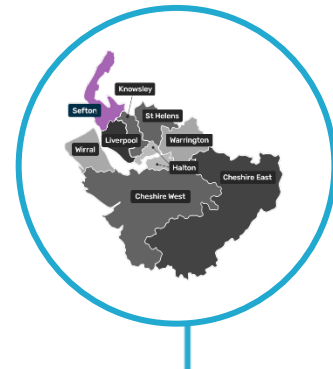 Knowsley
Sefton
St Helens
Liverpool
Warrington
Wirral
Halton
Cheshire East
Cheshire West